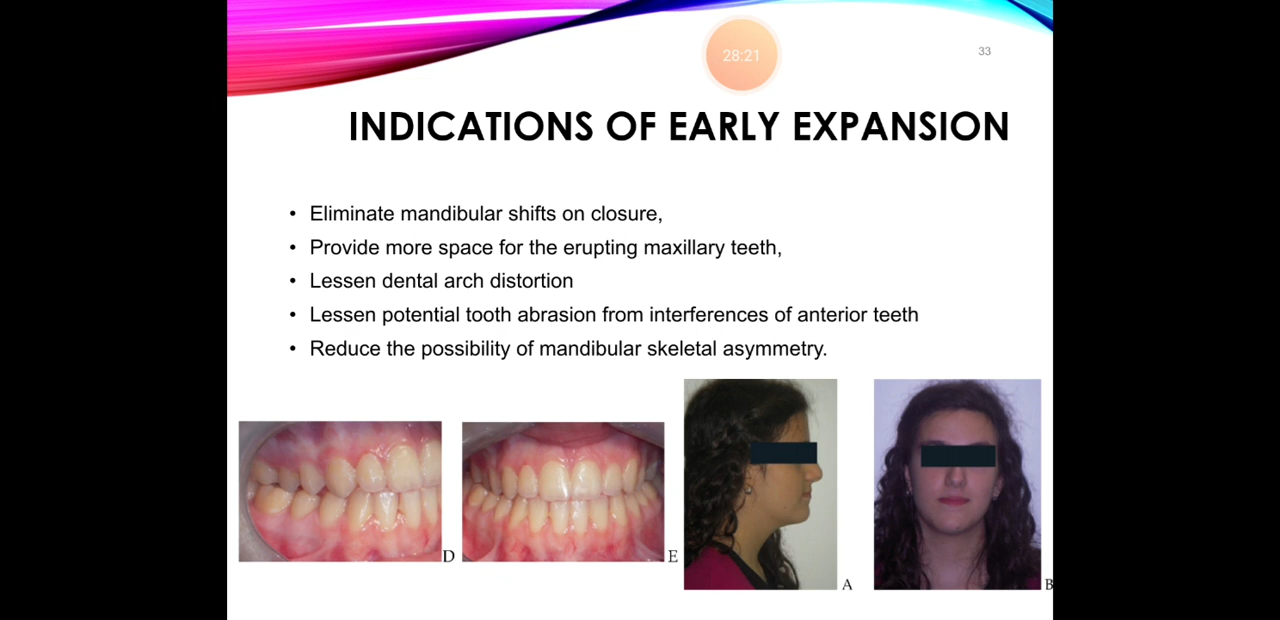 28:21
33
INDICATIONS OF EARLY EXPANSION
• Eliminate mandibular shifts on closure,
• Provide more space for the erupting maxillary teeth,
• Lessen dental arch distortion
• Lessen potential tooth abrasion from interferences of anterior teeth
• Reduce the possibility of mandibular skeletal asymmetry.
D
E
A
B